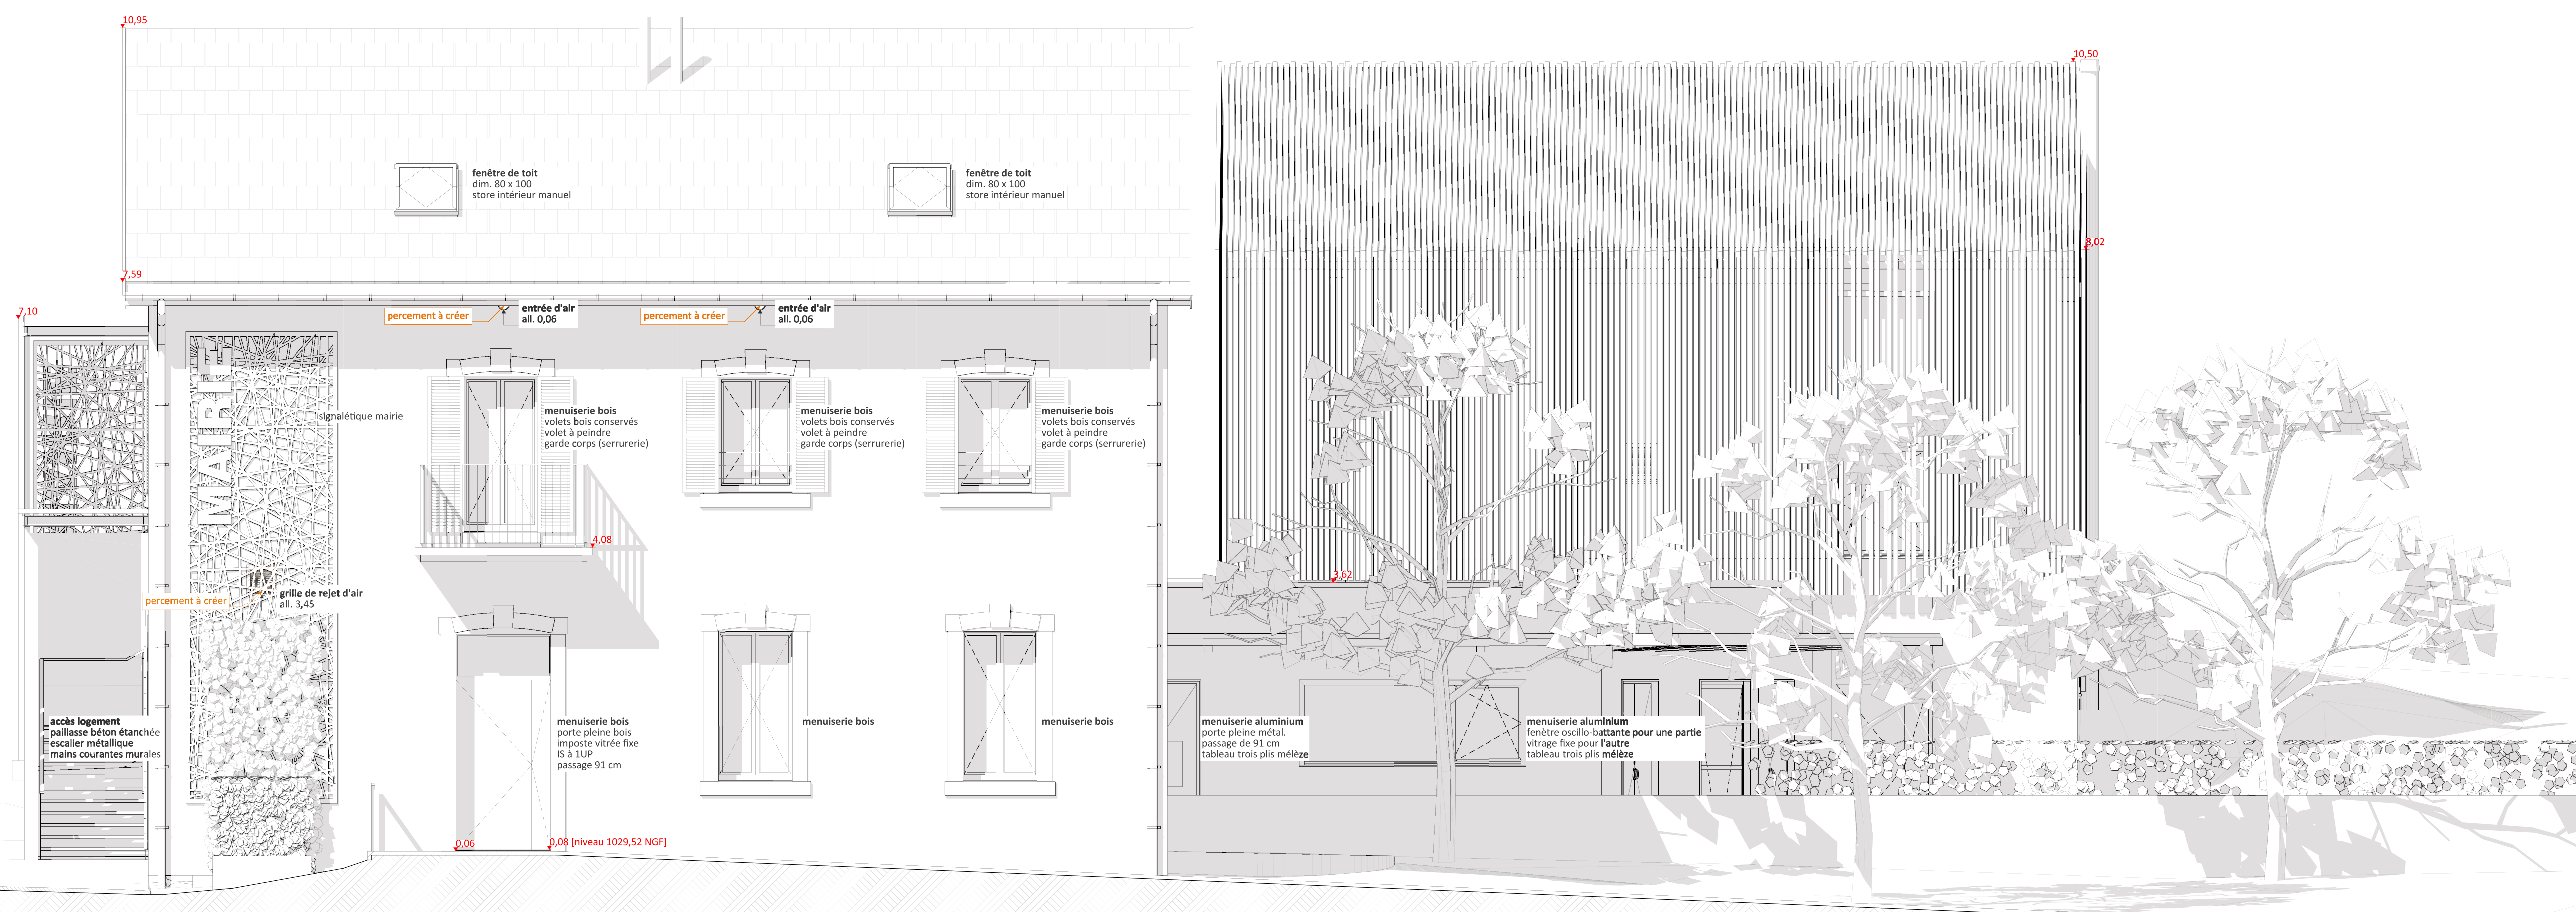 10,95
10,50
fenêtre de toit
dim. 80 x 100
store intérieur manuel
fenêtre de toit
dim. 80 x 100
store intérieur manuel
8,02
7,59
7,10
percement à créer
entrée d'air
all. 0,06
percement à créer
entrée d'air
all. 0,06
MAIRIE
signalétique mairie
menuiserie bois
volets bois conservés
volet à peindre
garde corps (serrurerie)
menuiserie bois
volets bois conservés
volet à peindre
garde corps (serrurerie)
menuiserie bois
volets bois conservés
volet à peindre
garde corps (serrurerie)
4,08
3,62
percement à créer
grille de rejet d'air
all. 3,45
accès logement
paillasse béton étanchée
escalier métallique
mains courantes murales
menuiserie bois
porte pleine bois
imposte vitrée fixe
IS à 1UP
passage 91 cm
menuiserie bois
menuiserie bois
menuiserie aluminium
porte pleine métal.
passage de 91 cm
tableau trois plis mélèze
menuiserie aluminium
fenètre oscillo-battante pour une partie
vitrage fixe pour l'autre
tableau trois plis mélèze
0,06
0,08 [niveau 1029,52 NGF]